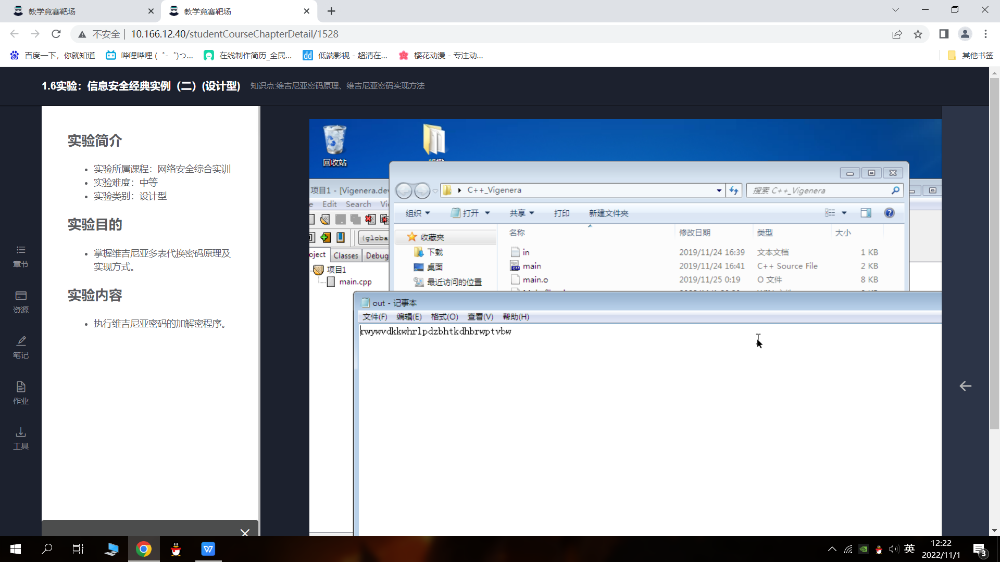 教学竞赛靶场
教学竞赛靶场
不安全
10.166.12.40/studentCourseChapterDetail/1528
百度一下，你就知道
哔哩哔哩 ( ゜- ゜)つ...
在线制作简历_全民...
低端影视 - 超清在...
樱花动漫 - 专注动...
其他书签
1.6实验：信息安全经典实例（二）(设计型)
知识点:维吉尼亚密码原理、维吉尼亚密码实现方法
章节
资源
笔记
作业
工具
实验简介
实验所属课程：网络安全综合实训
实验难度：中等
实验类别：设计型
实验目的
掌握维吉尼亚多表代换密码原理及
实现方式。
实验内容
执行维吉尼亚密码的加解密程序。
回收站
项目1 - [Vigenera.dev
Edit Search
(globa
Classes Debug
项目1
main.cpp
C++_Vigenera
搜索 C++_Vigenera
组织 打开 共享 打印 新建文件夹
名称 修改日期 类型 大小
收藏夹
下载
桌面
最近访问的位置
in 2019/11/24 16:39 文本文档 1 KB
main 2019/11/24 16:41 C++ Source File 2 KB
main.o 2019/11/25 0:19 O 文件 8 KB
out - 记事本
文件(F) 编辑(E) 格式(O) 查看(V) 帮助(H)
rwywvdkkwhrlpdzbhtkdhbrwptvbw
英
12:22
2022/11/1
3